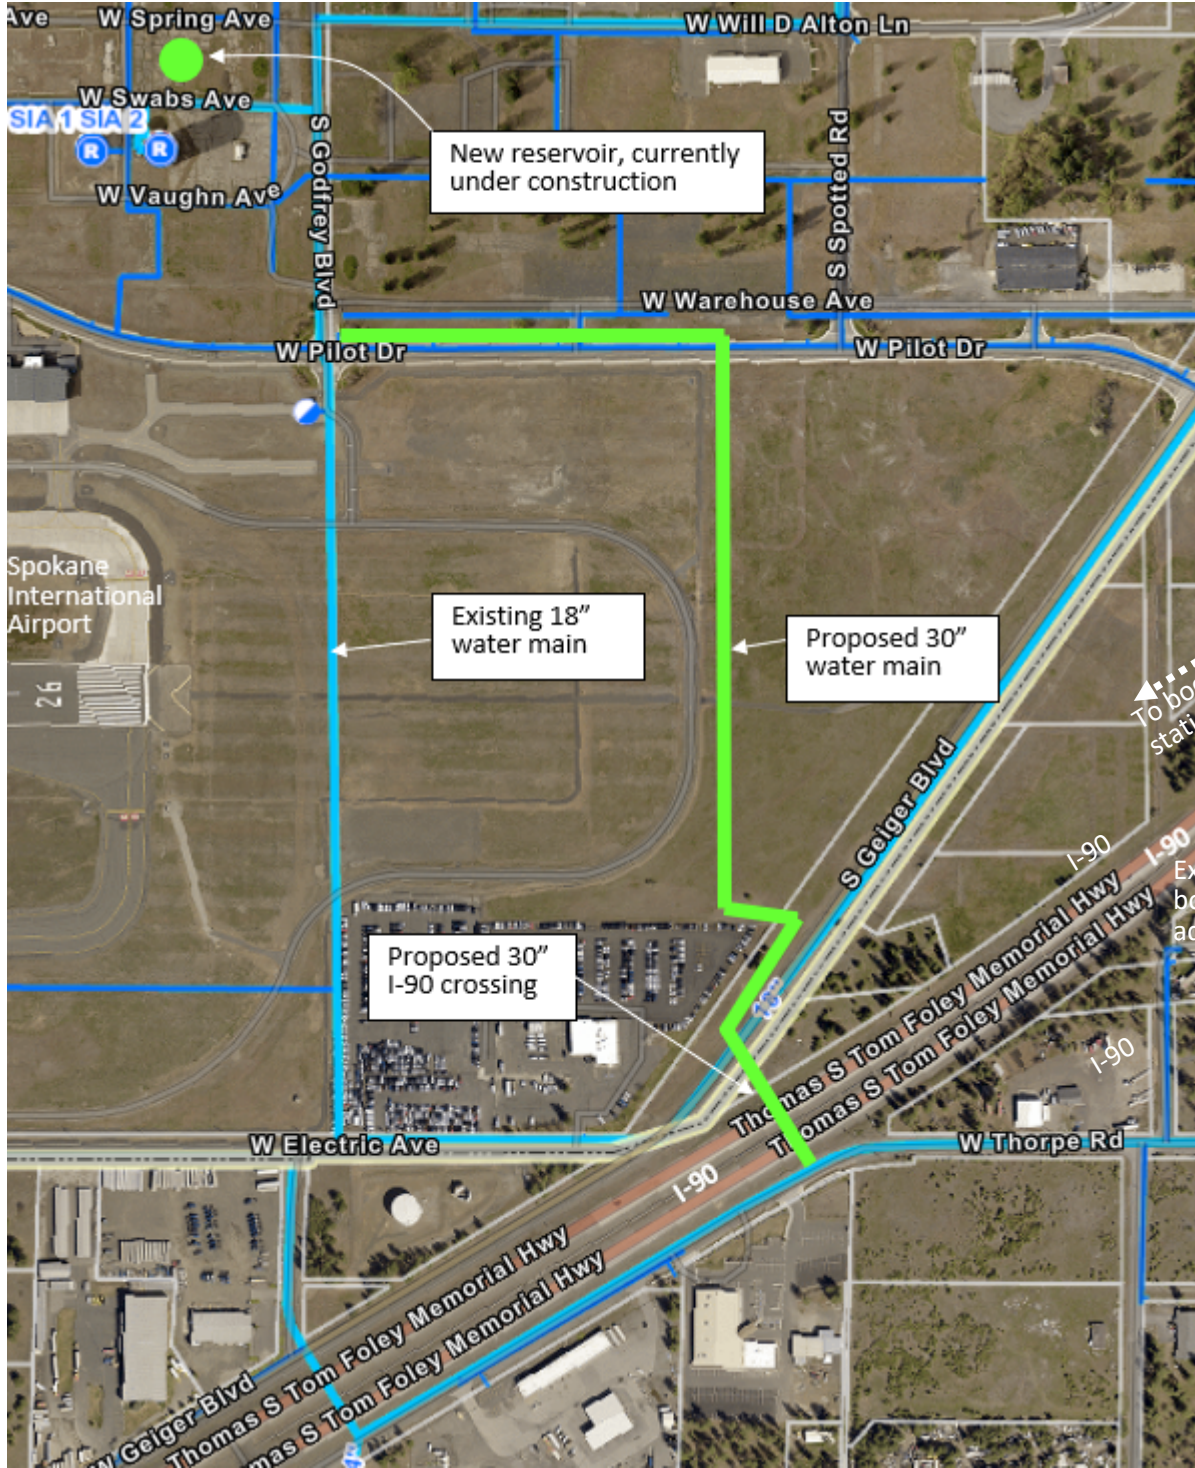 Ave
W Spring Ave
W Will D Alton Ln
W Swabs Ave
SIA 1 SIA 2
R
R
W Vaughn Ave
S Godfrey Blvd
New reservoir, currently
under construction
S Spotted Rd
W Warehouse Ave
W Pilot Dr
W Pilot Dr
Spokane
International
Airport
26
Existing 18”
water main
Proposed 30”
water main
S Geiger Blvd
I-90
I-90
Proposed 30”
I-90 crossing
18"
Thomas S Tom Foley Memorial Hwy
Thomas S Tom Foley Memorial Hwy
I-90
W Electric Ave
W Thorpe Rd
I-90
Thomas S Tom Foley Memorial Hwy
mas S Tom Foley Memorial Hwy
W Geiger Blvd